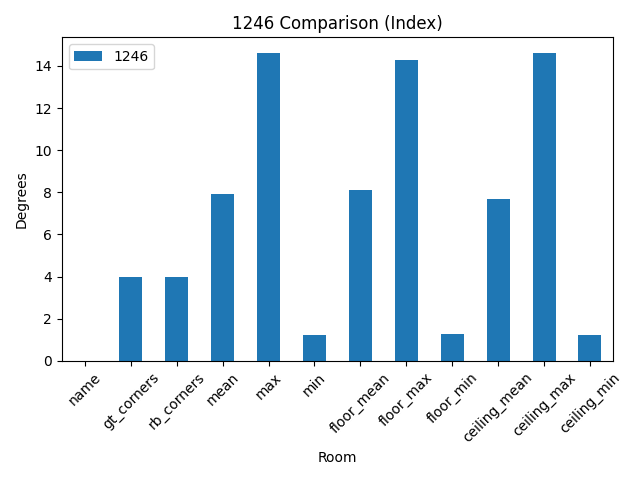 1246 Comparison (Index)
1246
Degrees
14
12
10
8
6
4
2
0
name
gt_corners
rb_corners
mean
max
min
floor_mean
floor_max
floor_min
ceiling_mean
ceiling_max
ceiling_min
Room